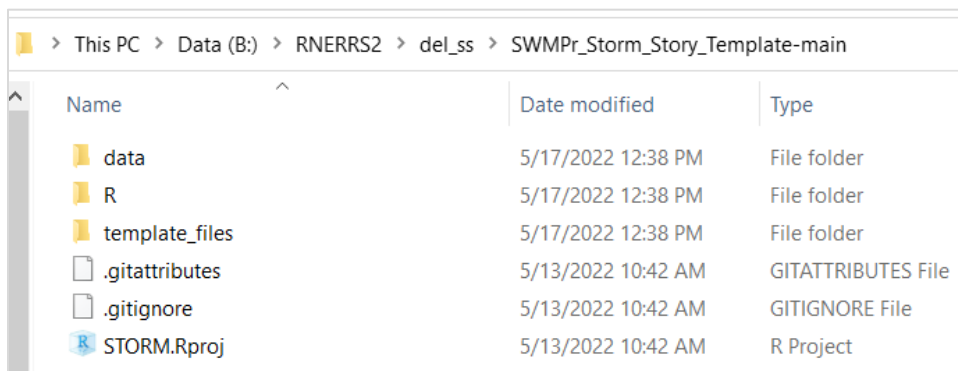 > This PC > Data (B:) > RNERRS2 > del_ss > SWMPr_Storm_Story_Template-main
Name Date modified Type
data 5/17/2022 12:38 PM File folder
R 5/17/2022 12:38 PM File folder
template_files 5/17/2022 12:38 PM File folder
.gitattributes 5/13/2022 10:42 AM GITATTRIBUTES File
.gitignore 5/13/2022 10:42 AM GITIGNORE File
STORM.Rproj 5/13/2022 10:42 AM R Project